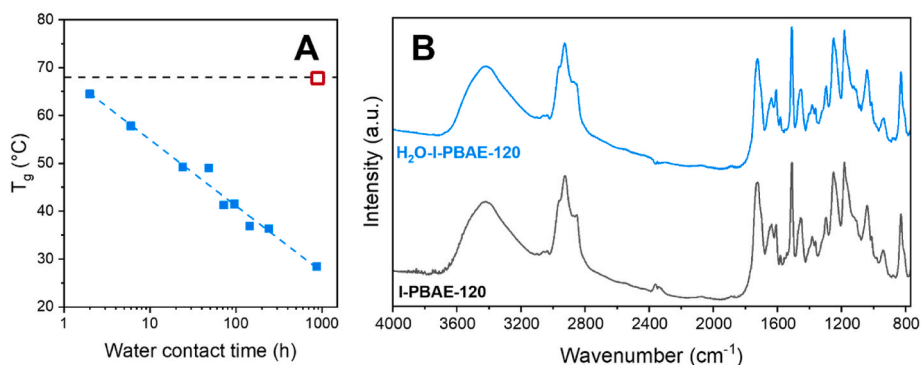 A
80
70
60
50
40
30
20
T_g (°C)
1
10
100
1000
Water contact time (h)
B
H₂O-I-PBAE-120
I-PBAE-120
Intensity (a.u.)
4000
3600
3200
2800
2400
2000
1600
1200
800
Wavenumber (cm⁻¹)